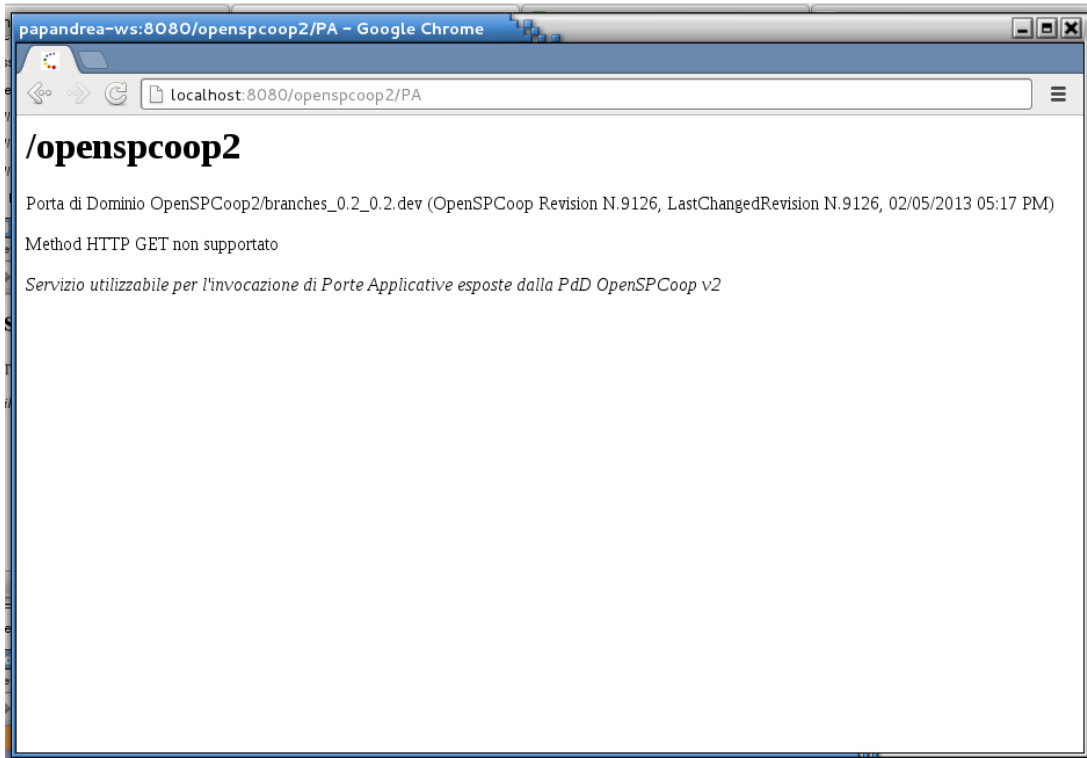 papandrea-ws:8080/openspcoop2/PA - Google Chrome
localhost:8080/openspcoop2/PA
/openspcoop2
Porta di Dominio OpenSPCoop2/branches_0.2_0.2.dev (OpenSPCoop Revision N.9126, LastChangedRevision N.9126, 02/05/2013 05:17 PM)
Method HTTP GET non supportato
Servizio utilizzabile per l'invocazione di Porte Applicative esposte dalla PdD OpenSPCoop v2